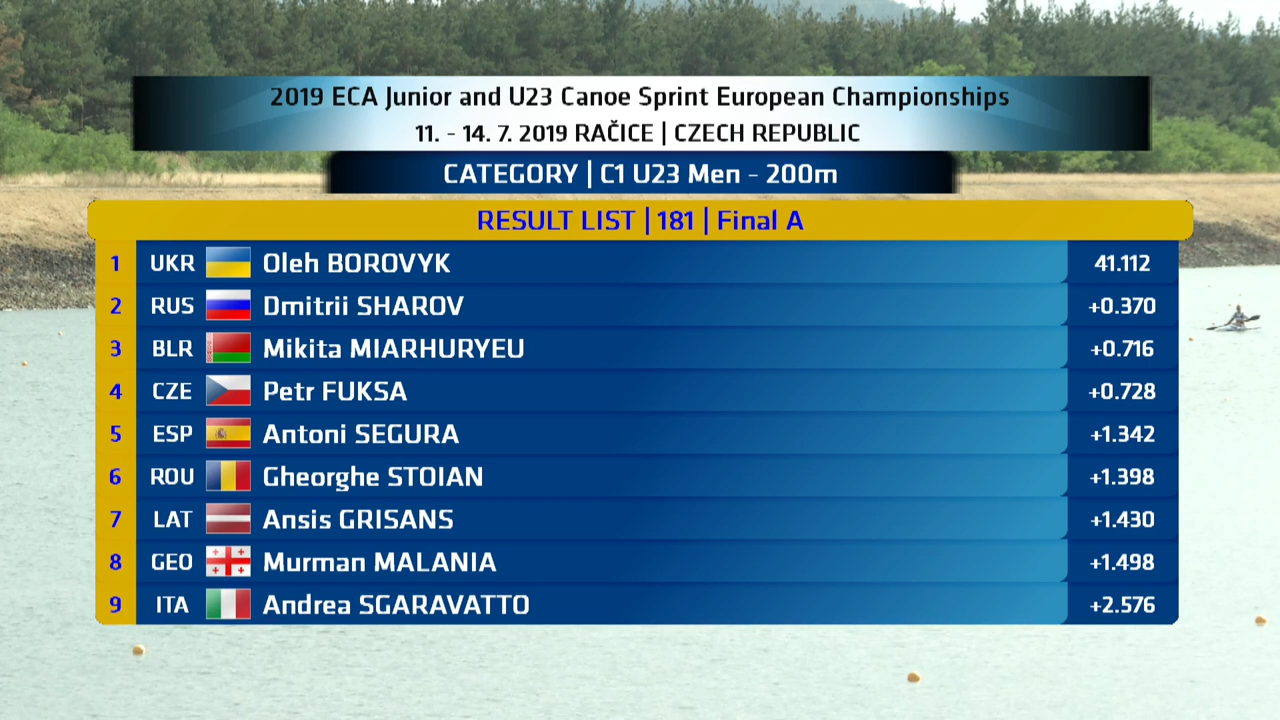 2019 ECA Junior and U23 Canoe Sprint European Championships
11. - 14. 7. 2019 RAČICE | CZECH REPUBLIC
CATEGORY | C1 U23 Men - 200m
RESULT LIST | 181 | Final A
1 UKR Oleh BOROVYK 41.112
2 RUS Dmitrii SHAROV +0.370
3 BLR Mikita MIARHURYEU +0.716
4 CZE Petr FUKSA +0.728
5 ESP Antoni SEGURA +1.342
6 ROU Gheorghe STOIAN +1.398
7 LAT Ansis GRISANS +1.430
8 GEO Murman MALANIA +1.498
9 ITA Andrea SGARAVATTO +2.576